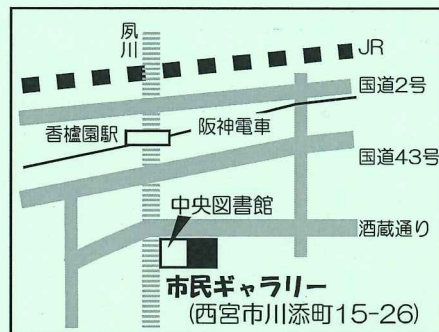 夙川
JR
国道2号
香櫨園駅
阪神電車
国道43号
中央図書館
酒蔵通り
市民ギャラリー
(西宮市川添町15-26)